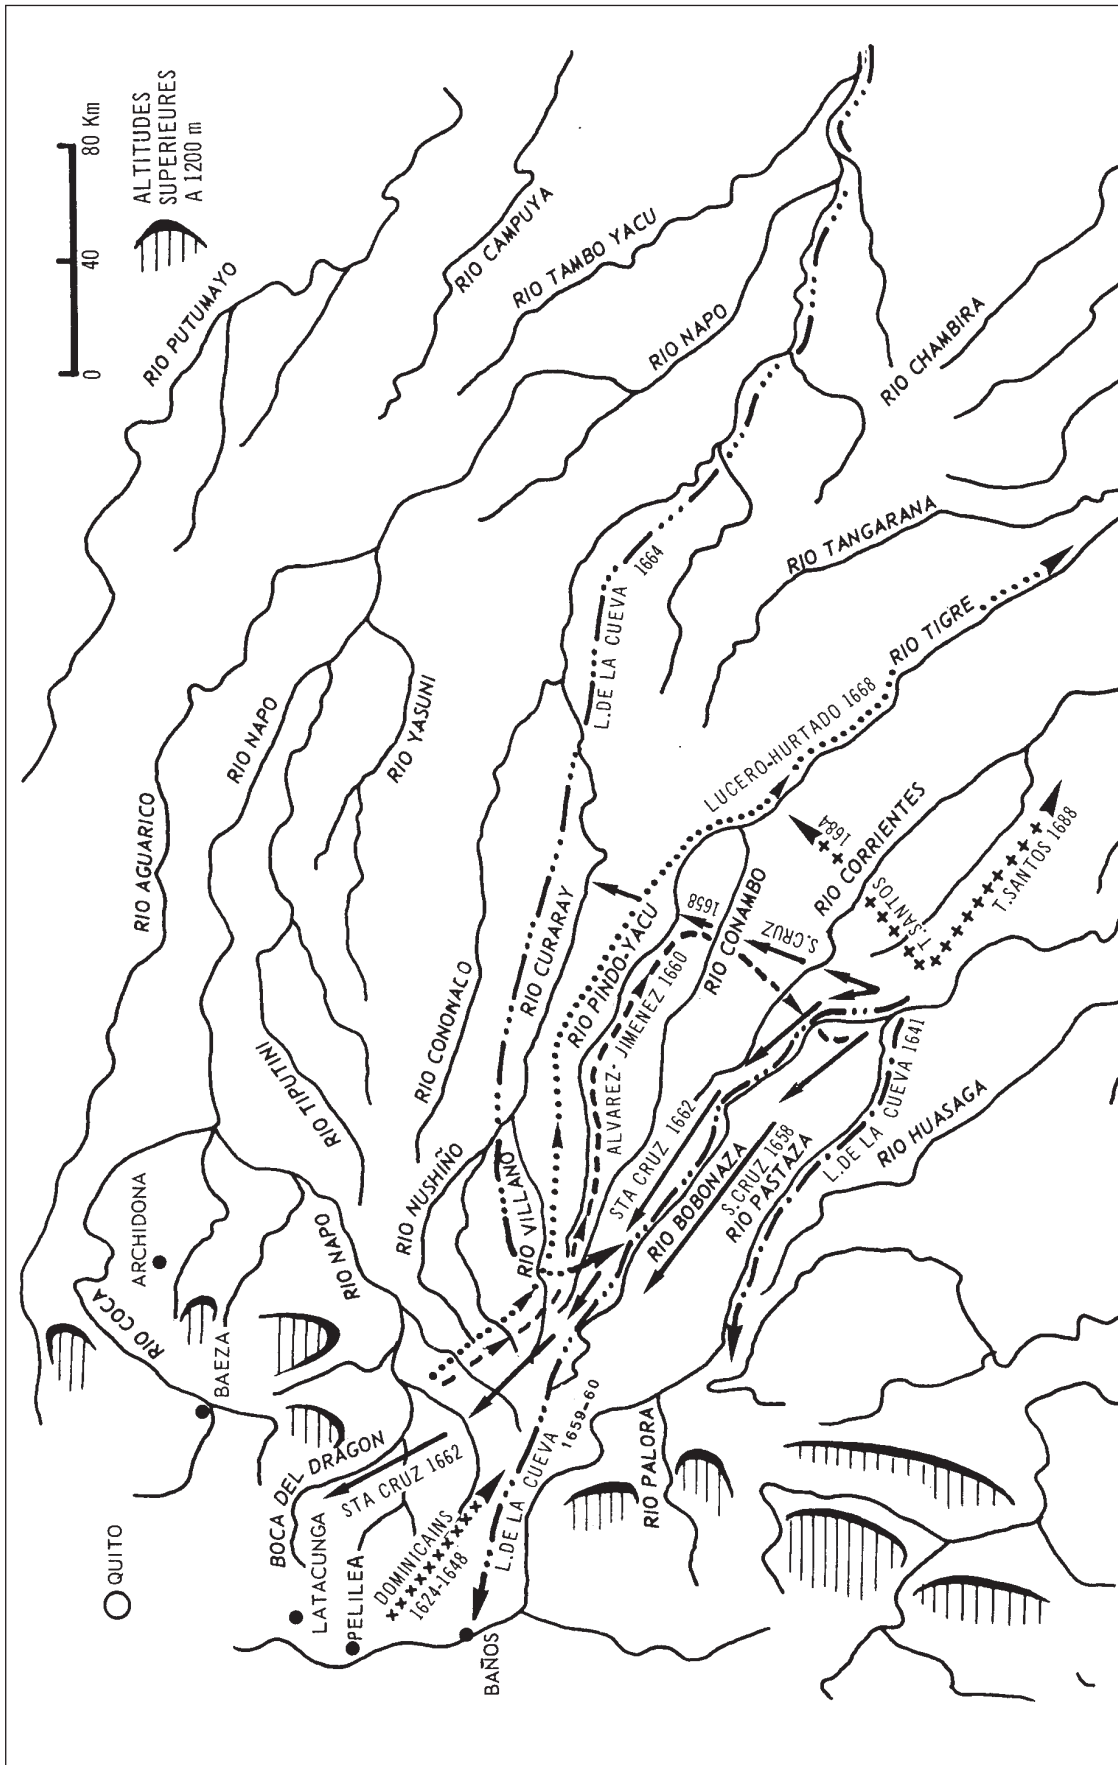 0 40 80 Km
ALTITUDES
SUPERIEURES
A 1200 m
RIO PUTUMAYO
RIO CAMPUYA
RIO TAMBO YACU
RIO NAPO
RIO CHAMBIRA
RIO TANGARANA
RIO TIGRE
L. DE LA CUEVA 1664
LUCERO-HURTADO 1668
RIO AGUARICO
RIO NAPO
RIO YASUNI
RIO TIPUTINI
RIO CONONACO
RIO CURARAY
RIO NUSHIÑO
RIO VILLANO
RIO PINDO-YACU
ALVAREZ-JIMENEZ 1660
1658
S.CRUZ
RIO CONAMBO
RIO CORRIENTES
T.SANTOS
1684
T.SANTOS 1688
STA CRUZ 1662
RIO BOBONAZA
S.CRUZ 1658
RIO PASTAZA
L.DE LA CUEVA 1641
RIO HUASAGA
ARCHIDONA
RIO COCA
RIO NAPO
BAEZA
QUITO
BOCA DEL DRAGON
STA CRUZ 1662
LATACUNGA
PELILEA
DOMINICAINS
1624-1648
L.DE LA CUEVA
1659-60
BAÑOS
RIO PALORA